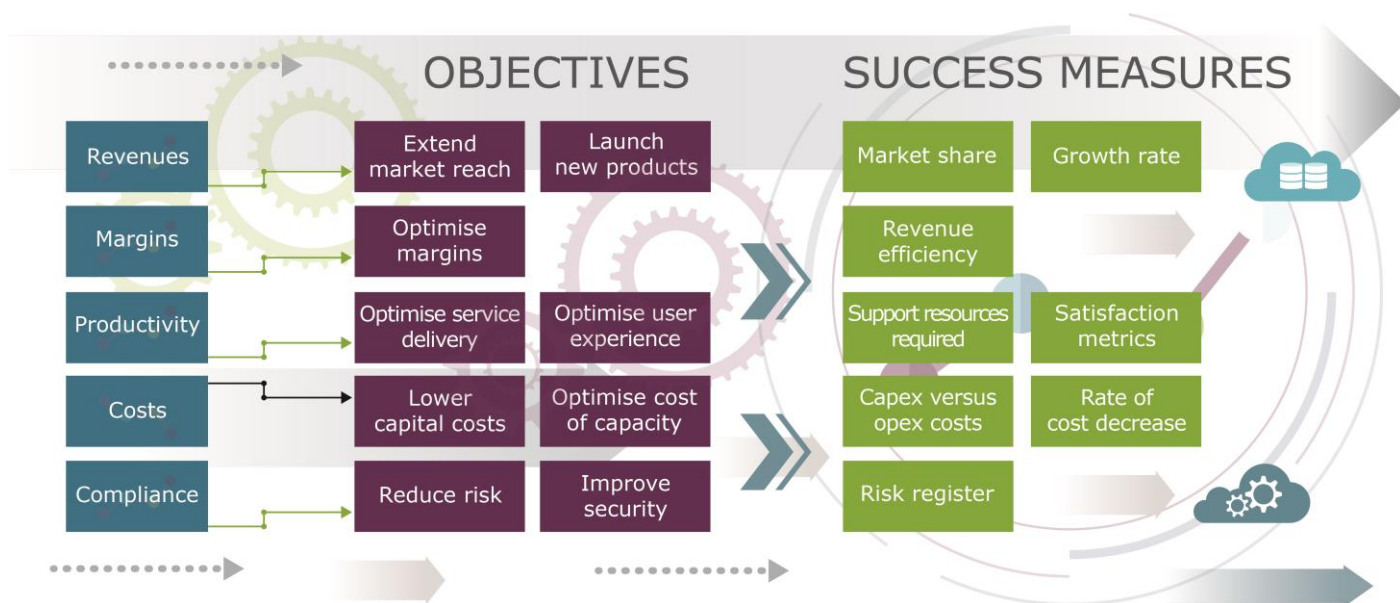 OBJECTIVES
SUCCESS MEASURES
Revenues
Extend
market reach
Launch
new products
Market share
Growth rate
Margins
Optimise
margins
Revenue
efficiency
Productivity
Optimise service
delivery
Optimise user
experience
Support resources
required
Satisfaction
metrics
Costs
Lower
capital costs
Optimise cost
of capacity
Capex versus
opex costs
Rate of
cost decrease
Compliance
Reduce risk
Improve
security
Risk register